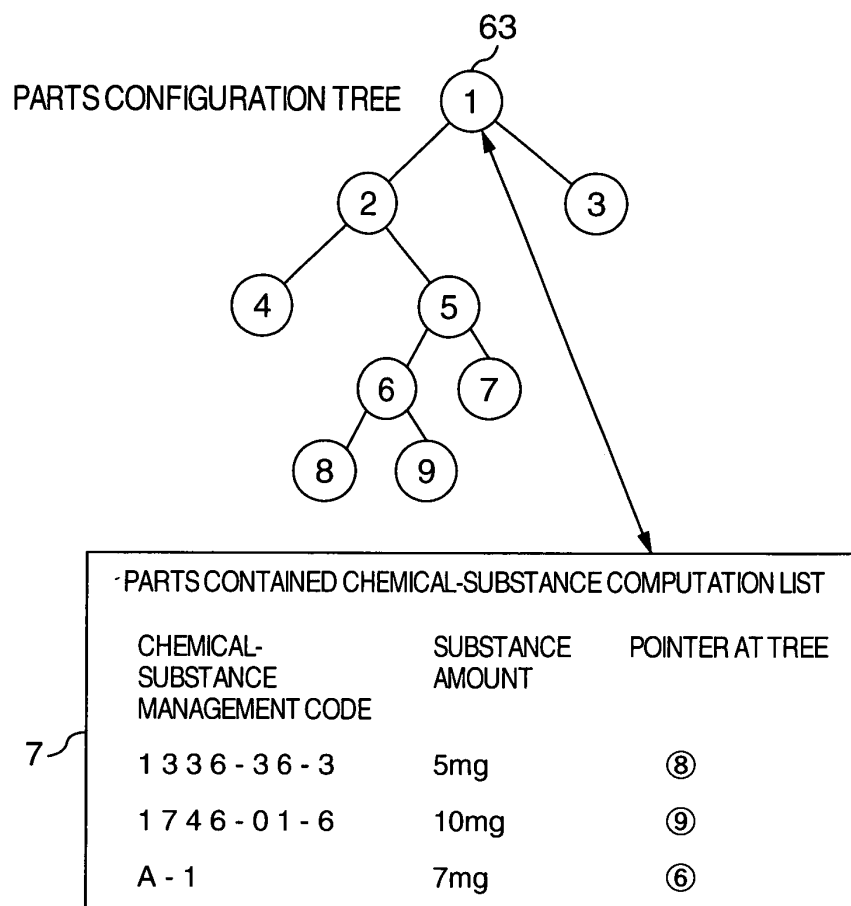 63
PARTS CONFIGURATION TREE
1
2
3
4
5
6
7
8
9
PARTS CONTAINED CHEMICAL-SUBSTANCE COMPUTATION LIST
CHEMICAL-SUBSTANCE MANAGEMENT CODE
SUBSTANCE AMOUNT
POINTER AT TREE
7
1336-36-3 5mg ⑧
1746-01-6 10mg ⑨
A-1 7mg ⑥